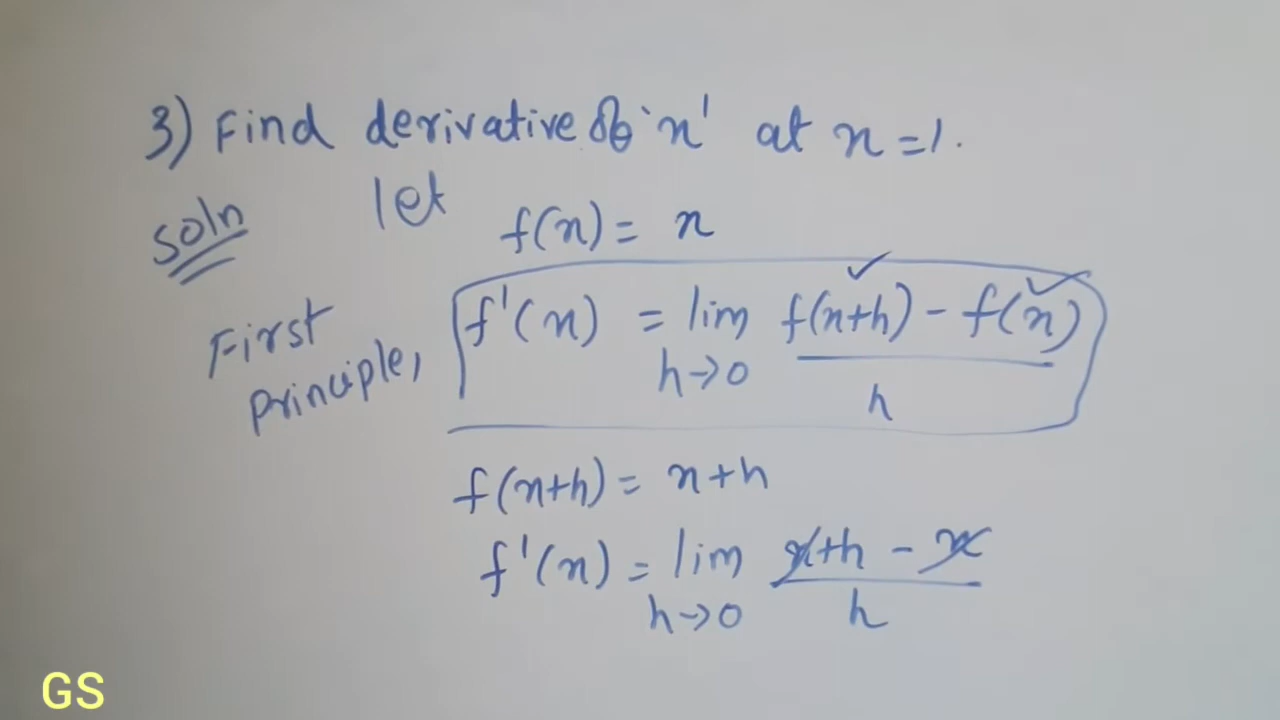 3) Find derivative of 'x' at x=1.
Soln
let
f(x) = x
First
principle,
f'(x) = lim f(x+h) - f(x)
h→0 h
f(x+h) = x+h
f'(x) = lim x+h - x
h→0 h
GS